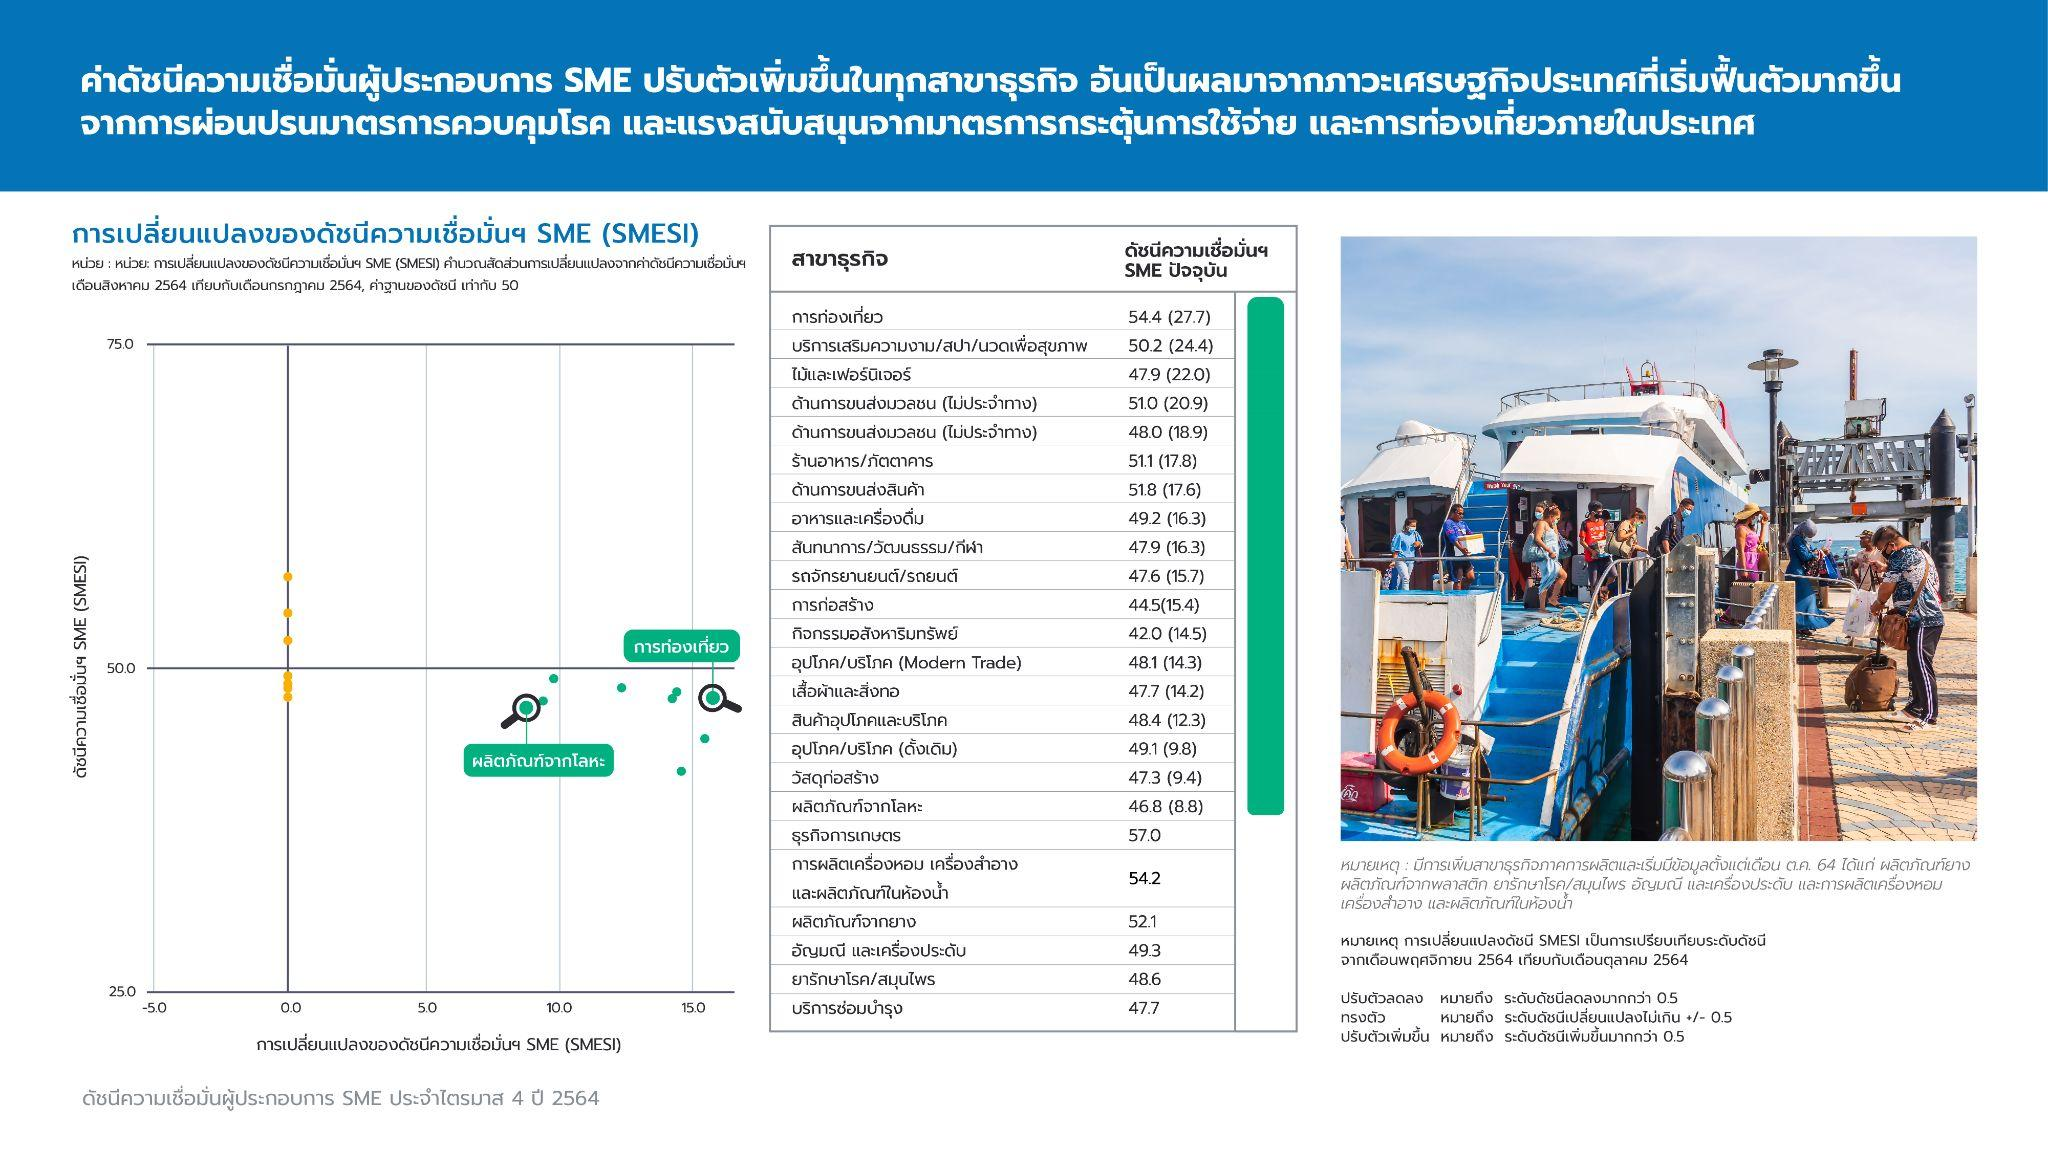 ค่าดัชนีความเชื่อมั่นผู้ประกอบการ SME ปรับตัวเพิ่มขึ้นในทุกสาขาธุรกิจ อันเป็นผลมาจากภาวะเศรษฐกิจประเทศที่เริ่มฟื้นตัวมากขึ้น
จากการผ่อนปรนมาตรการควบคุมโรค และแรงสนับสนุนจากมาตรการกระตุ้นการใช้จ่าย และการท่องเที่ยวภายในประเทศ
การเปลี่ยนแปลงของดัชนีความเชื่อมั่นฯ SME (SMESI)
หน่วย : หน่วย: การเปลี่ยนแปลงของดัชนีความเชื่อมั่นฯ SME (SMESI) คำนวณสัดส่วนการเปลี่ยนแปลงจากค่าดัชนีความเชื่อมั่นฯ
เดือนสิงหาคม 2564 เทียบกับเดือนกรกฎาคม 2564, ค่าฐานของดัชนี เท่ากับ 50
75.0
50.0
25.0
ดัชนีความเชื่อมั่นฯ SME (SMESI)
การท่องเที่ยว
ผลิตภัณฑ์จากโลหะ
-5.0 0.0 5.0 10.0 15.0
การเปลี่ยนแปลงของดัชนีความเชื่อมั่นฯ SME (SMESI)
สาขาธุรกิจ
ดัชนีความเชื่อมั่นฯ
SME ปัจจุบัน
การท่องเที่ยว 54.4 (27.7)
บริการเสริมความงาม/สปา/นวดเพื่อสุขภาพ 50.2 (24.4)
ไม้และเฟอร์นิเจอร์ 47.9 (22.0)
ด้านการขนส่งมวลชน (ไม่ประจำทาง) 51.0 (20.9)
ด้านการขนส่งมวลชน (ไม่ประจำทาง) 48.0 (18.9)
ร้านอาหาร/ภัตตาคาร 51.1 (17.8)
ด้านการขนส่งสินค้า 51.8 (17.6)
อาหารและเครื่องดื่ม 49.2 (16.3)
สันทนาการ/วัฒนธรรม/กีฬา 47.9 (16.3)
รถจักรยานยนต์/รถยนต์ 47.6 (15.7)
การก่อสร้าง 44.5(15.4)
กิจกรรมอสังหาริมทรัพย์ 42.0 (14.5)
อุปโภค/บริโภค (Modern Trade) 48.1 (14.3)
เสื้อผ้าและสิ่งทอ 47.7 (14.2)
สินค้าอุปโภคและบริโภค 48.4 (12.3)
อุปโภค/บริโภค (ดั้งเดิม) 49.1 (9.8)
วัสดุก่อสร้าง 47.3 (9.4)
ผลิตภัณฑ์จากโลหะ 46.8 (8.8)
ธุรกิจการเกษตร 57.0
การผลิตเครื่องหอม เครื่องสำอาง
และผลิตภัณฑ์ในห้องน้ำ 54.2
ผลิตภัณฑ์จากยาง 52.1
อัญมณี และเครื่องประดับ 49.3
ยารักษาโรค/สมุนไพร 48.6
บริการซ่อมบำรุง 47.7
หมายเหตุ : มีการเพิ่มสาขาธุรกิจภาคการผลิตและเริ่มมีข้อมูลตั้งแต่เดือน ต.ค. 64 ได้แก่ ผลิตภัณฑ์ยาง
ผลิตภัณฑ์จากพลาสติก ยารักษาโรค/สมุนไพร อัญมณี และเครื่องประดับ และการผลิตเครื่องหอม
เครื่องสำอาง และผลิตภัณฑ์ในห้องน้ำ
หมายเหตุ การเปลี่ยนแปลงดัชนี SMESI เป็นการเปรียบเทียบระดับดัชนี
จากเดือนพฤศจิกายน 2564 เทียบกับเดือนตุลาคม 2564
ปรับตัวลดลง หมายถึง ระดับดัชนีลดลงมากกว่า 0.5
ทรงตัว หมายถึง ระดับดัชนีเปลี่ยนแปลงไม่เกิน +/- 0.5
ปรับตัวเพิ่มขึ้น หมายถึง ระดับดัชนีเพิ่มขึ้นมากกว่า 0.5
ดัชนีความเชื่อมั่นผู้ประกอบการ SME ประจำไตรมาส 4 ปี 2564